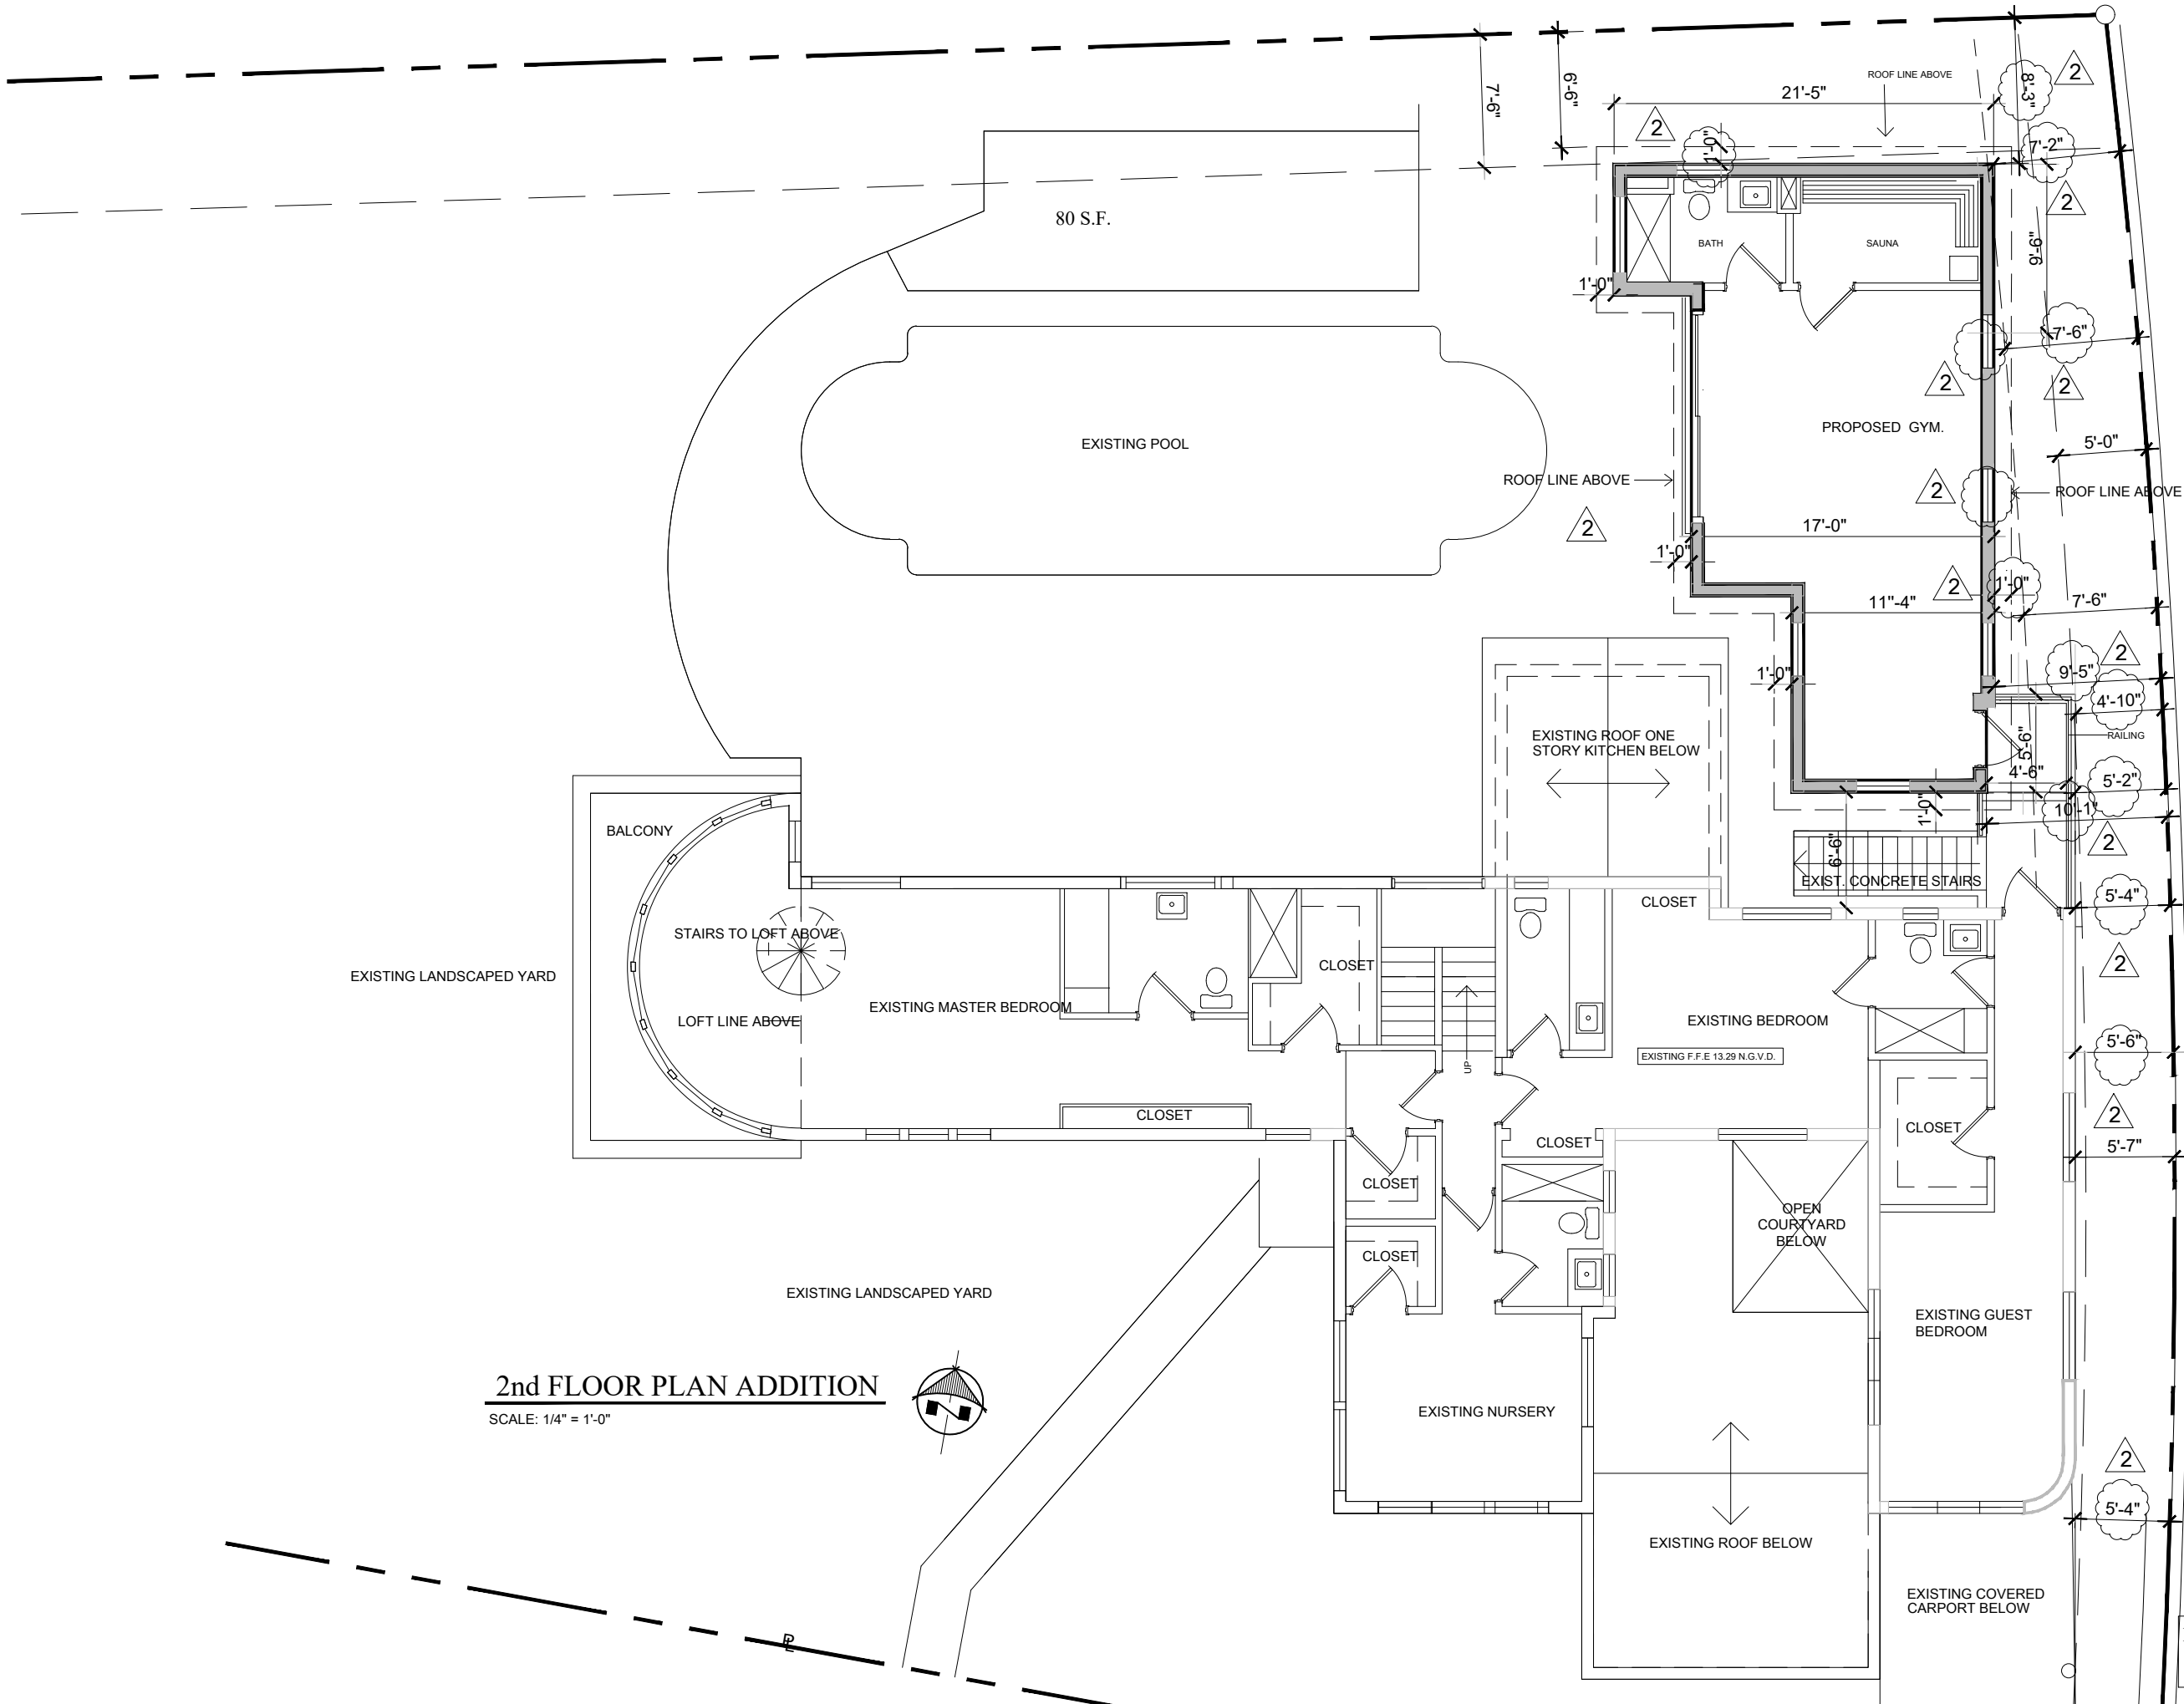 2
8'-3"
ROOF LINE ABOVE
21'-5"
7'-6"
6'-6"
2
1'-0"
7'-2"
2
80 S.F.
BATH
SAUNA
9'-6"
1'-0"
7'-6"
2
2
PROPOSED GYM.
EXISTING POOL
5'-0"
ROOF LINE ABOVE
2
ROOF LINE ABOVE
2
17'-0"
1'-0"
2
1'-0"
11"-4"
7'-6"
2
1'-0"
9'-5"
4'-10"
EXISTING ROOF ONE
STORY KITCHEN BELOW
RAILING
5'-6"
4'-6"
5'-2"
1'-0"
10'-1"
BALCONY
2
6'-6"
EXIST. CONCRETE STAIRS
CLOSET
5'-4"
STAIRS TO LOFT ABOVE
CLOSET
2
EXISTING LANDSCAPED YARD
EXISTING MASTER BEDROOM
LOFT LINE ABOVE
EXISTING BEDROOM
5'-6"
EXISTING F.F.E 13.29 N.G.V.D.
UP
CLOSET
2
CLOSET
CLOSET
5'-7"
CLOSET
OPEN
COURTYARD
BELOW
CLOSET
EXISTING LANDSCAPED YARD
EXISTING GUEST
BEDROOM
2nd FLOOR PLAN ADDITION
SCALE: 1/4" = 1'-0"
EXISTING NURSERY
2
5'-4"
EXISTING ROOF BELOW
EXISTING COVERED
CARPORT BELOW
PL